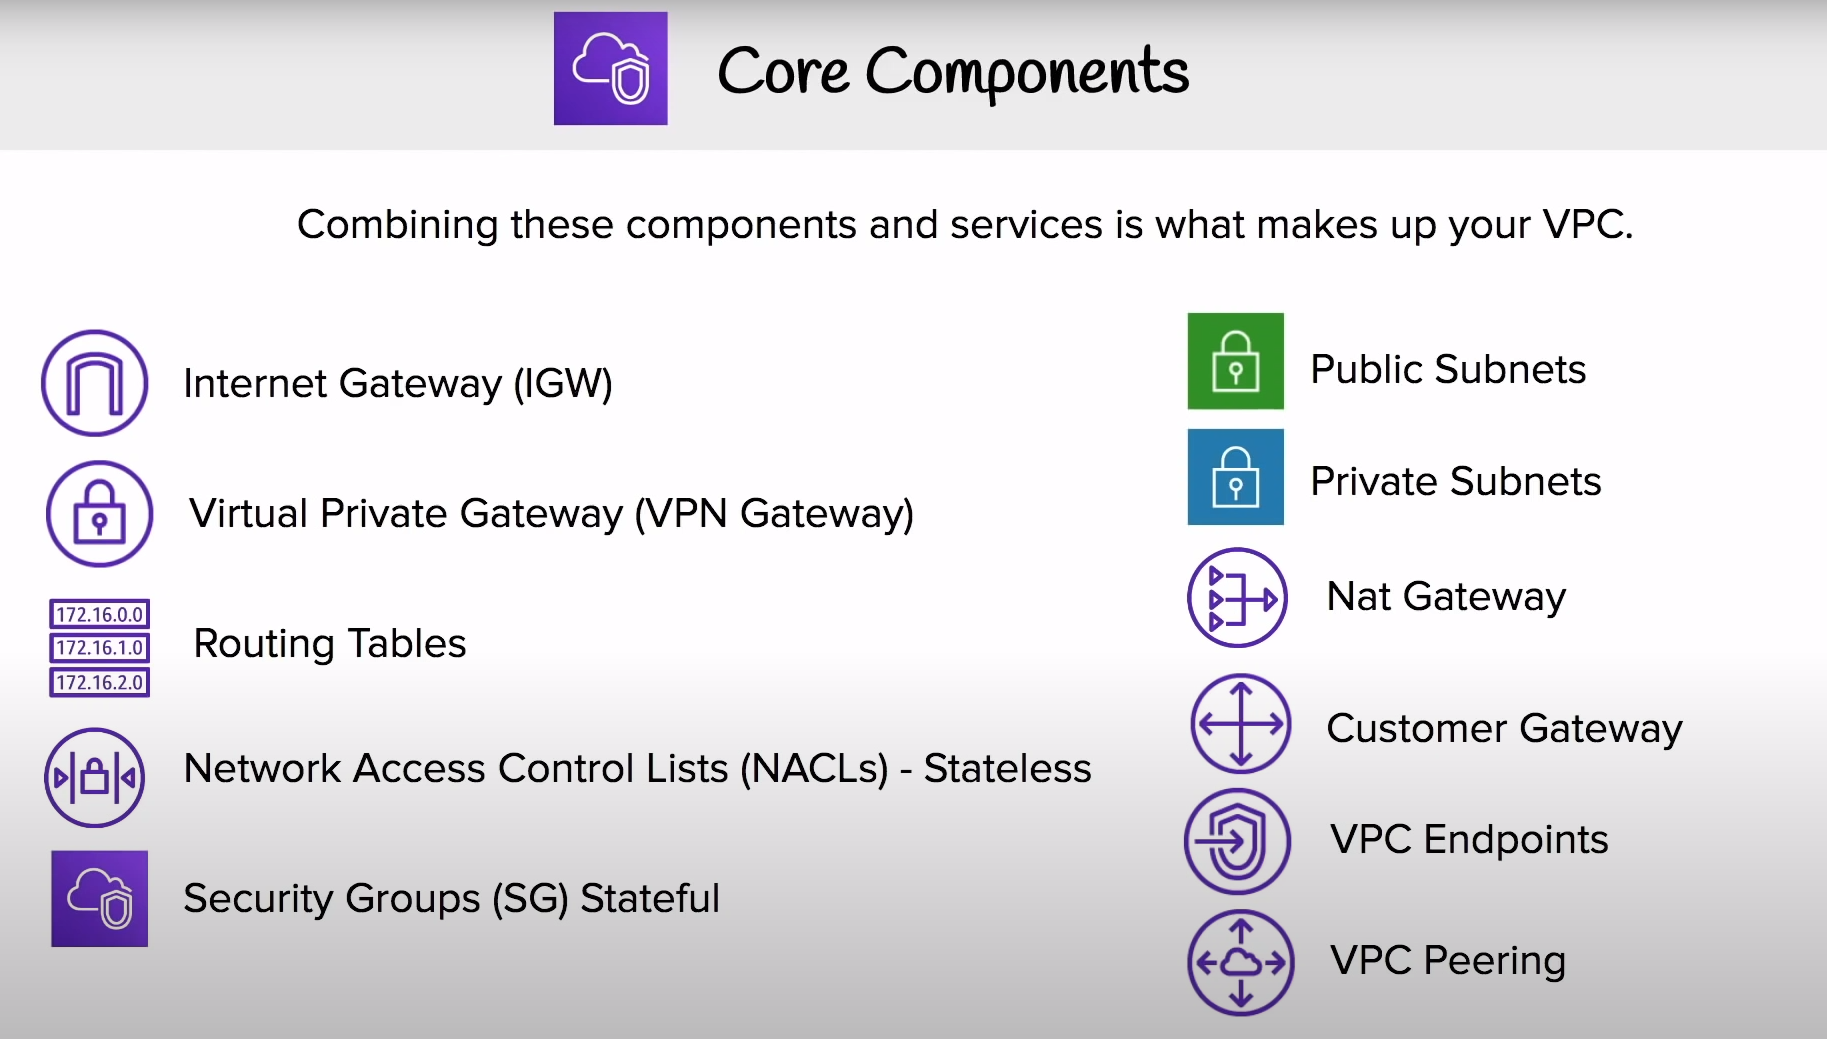 Core Components
Combining these components and services is what makes up your VPC.
Internet Gateway (IGW)
Virtual Private Gateway (VPN Gateway)
172.16.0.0
172.16.1.0
172.16.2.0
Routing Tables
Network Access Control Lists (NACLs) - Stateless
Security Groups (SG) Stateful
Public Subnets
Private Subnets
Nat Gateway
Customer Gateway
VPC Endpoints
VPC Peering